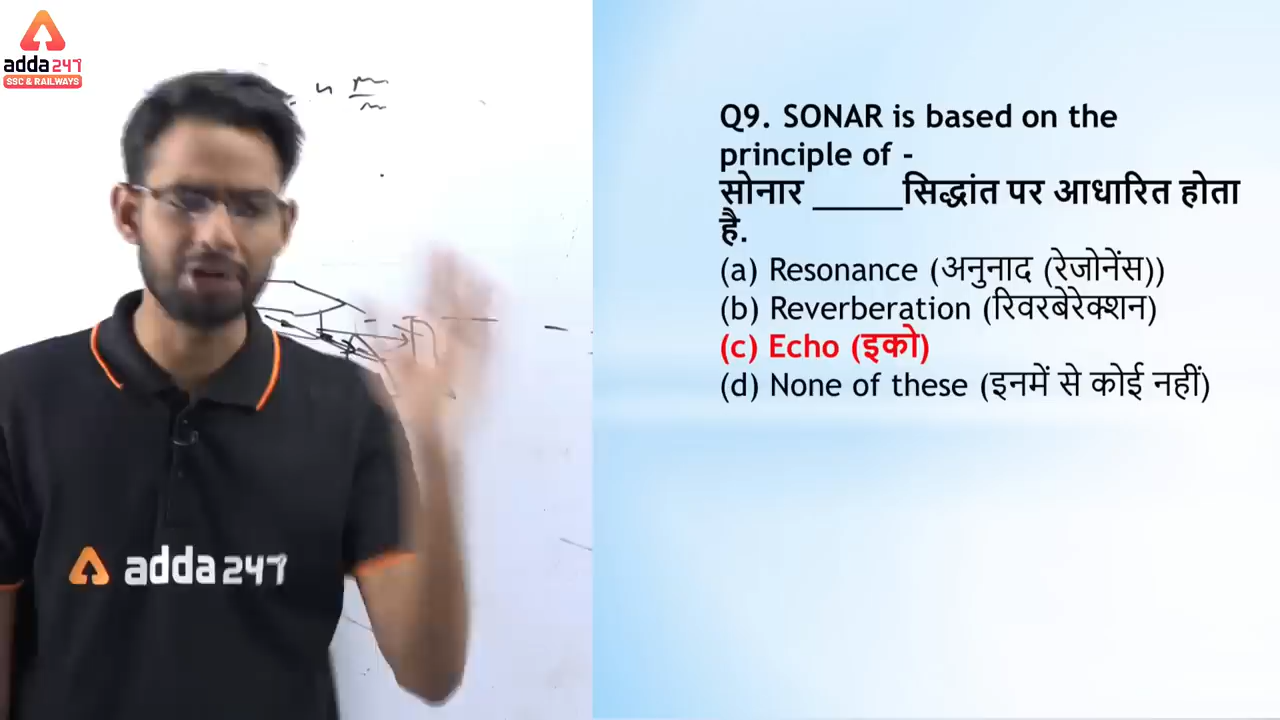 adda247
SSC & RAILWAYS
Q9. SONAR is based on the
principle of -
सोनार _____सिद्धांत पर आधारित होता
है.
(a) Resonance (अनुनाद (रेजोनेंस))
(b) Reverberation (रिवरबेरेक्शन)
(c) Echo (इको)
(d) None of these (इनमें से कोई नहीं)
adda247